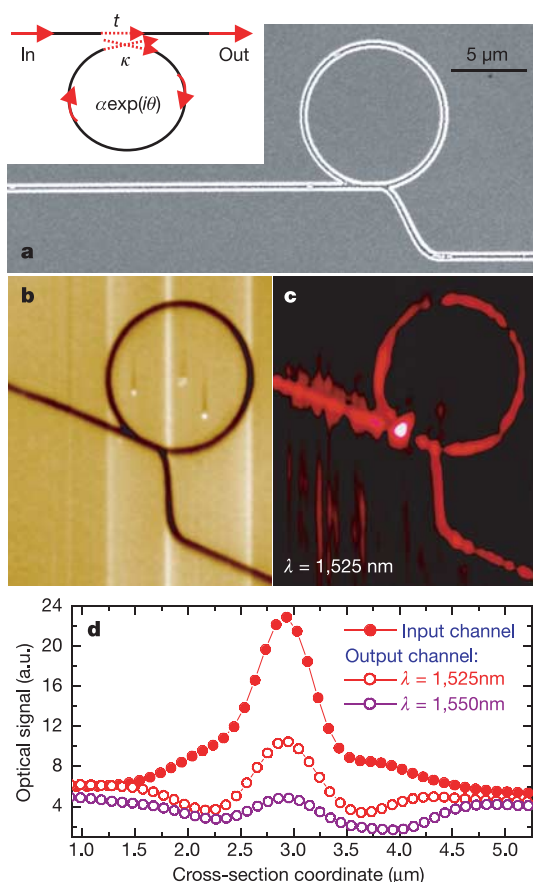 t
In
κ
Out
αexp(iθ)
5 μm
a
b
c
λ = 1,525 nm
d
Input channel
Output channel:
λ = 1,525nm
λ = 1,550nm
24
20
16
12
8
4
Optical signal (a.u.)
1.0 1.5 2.0 2.5 3.0 3.5 4.0 4.5 5.0
Cross-section coordinate (μm)